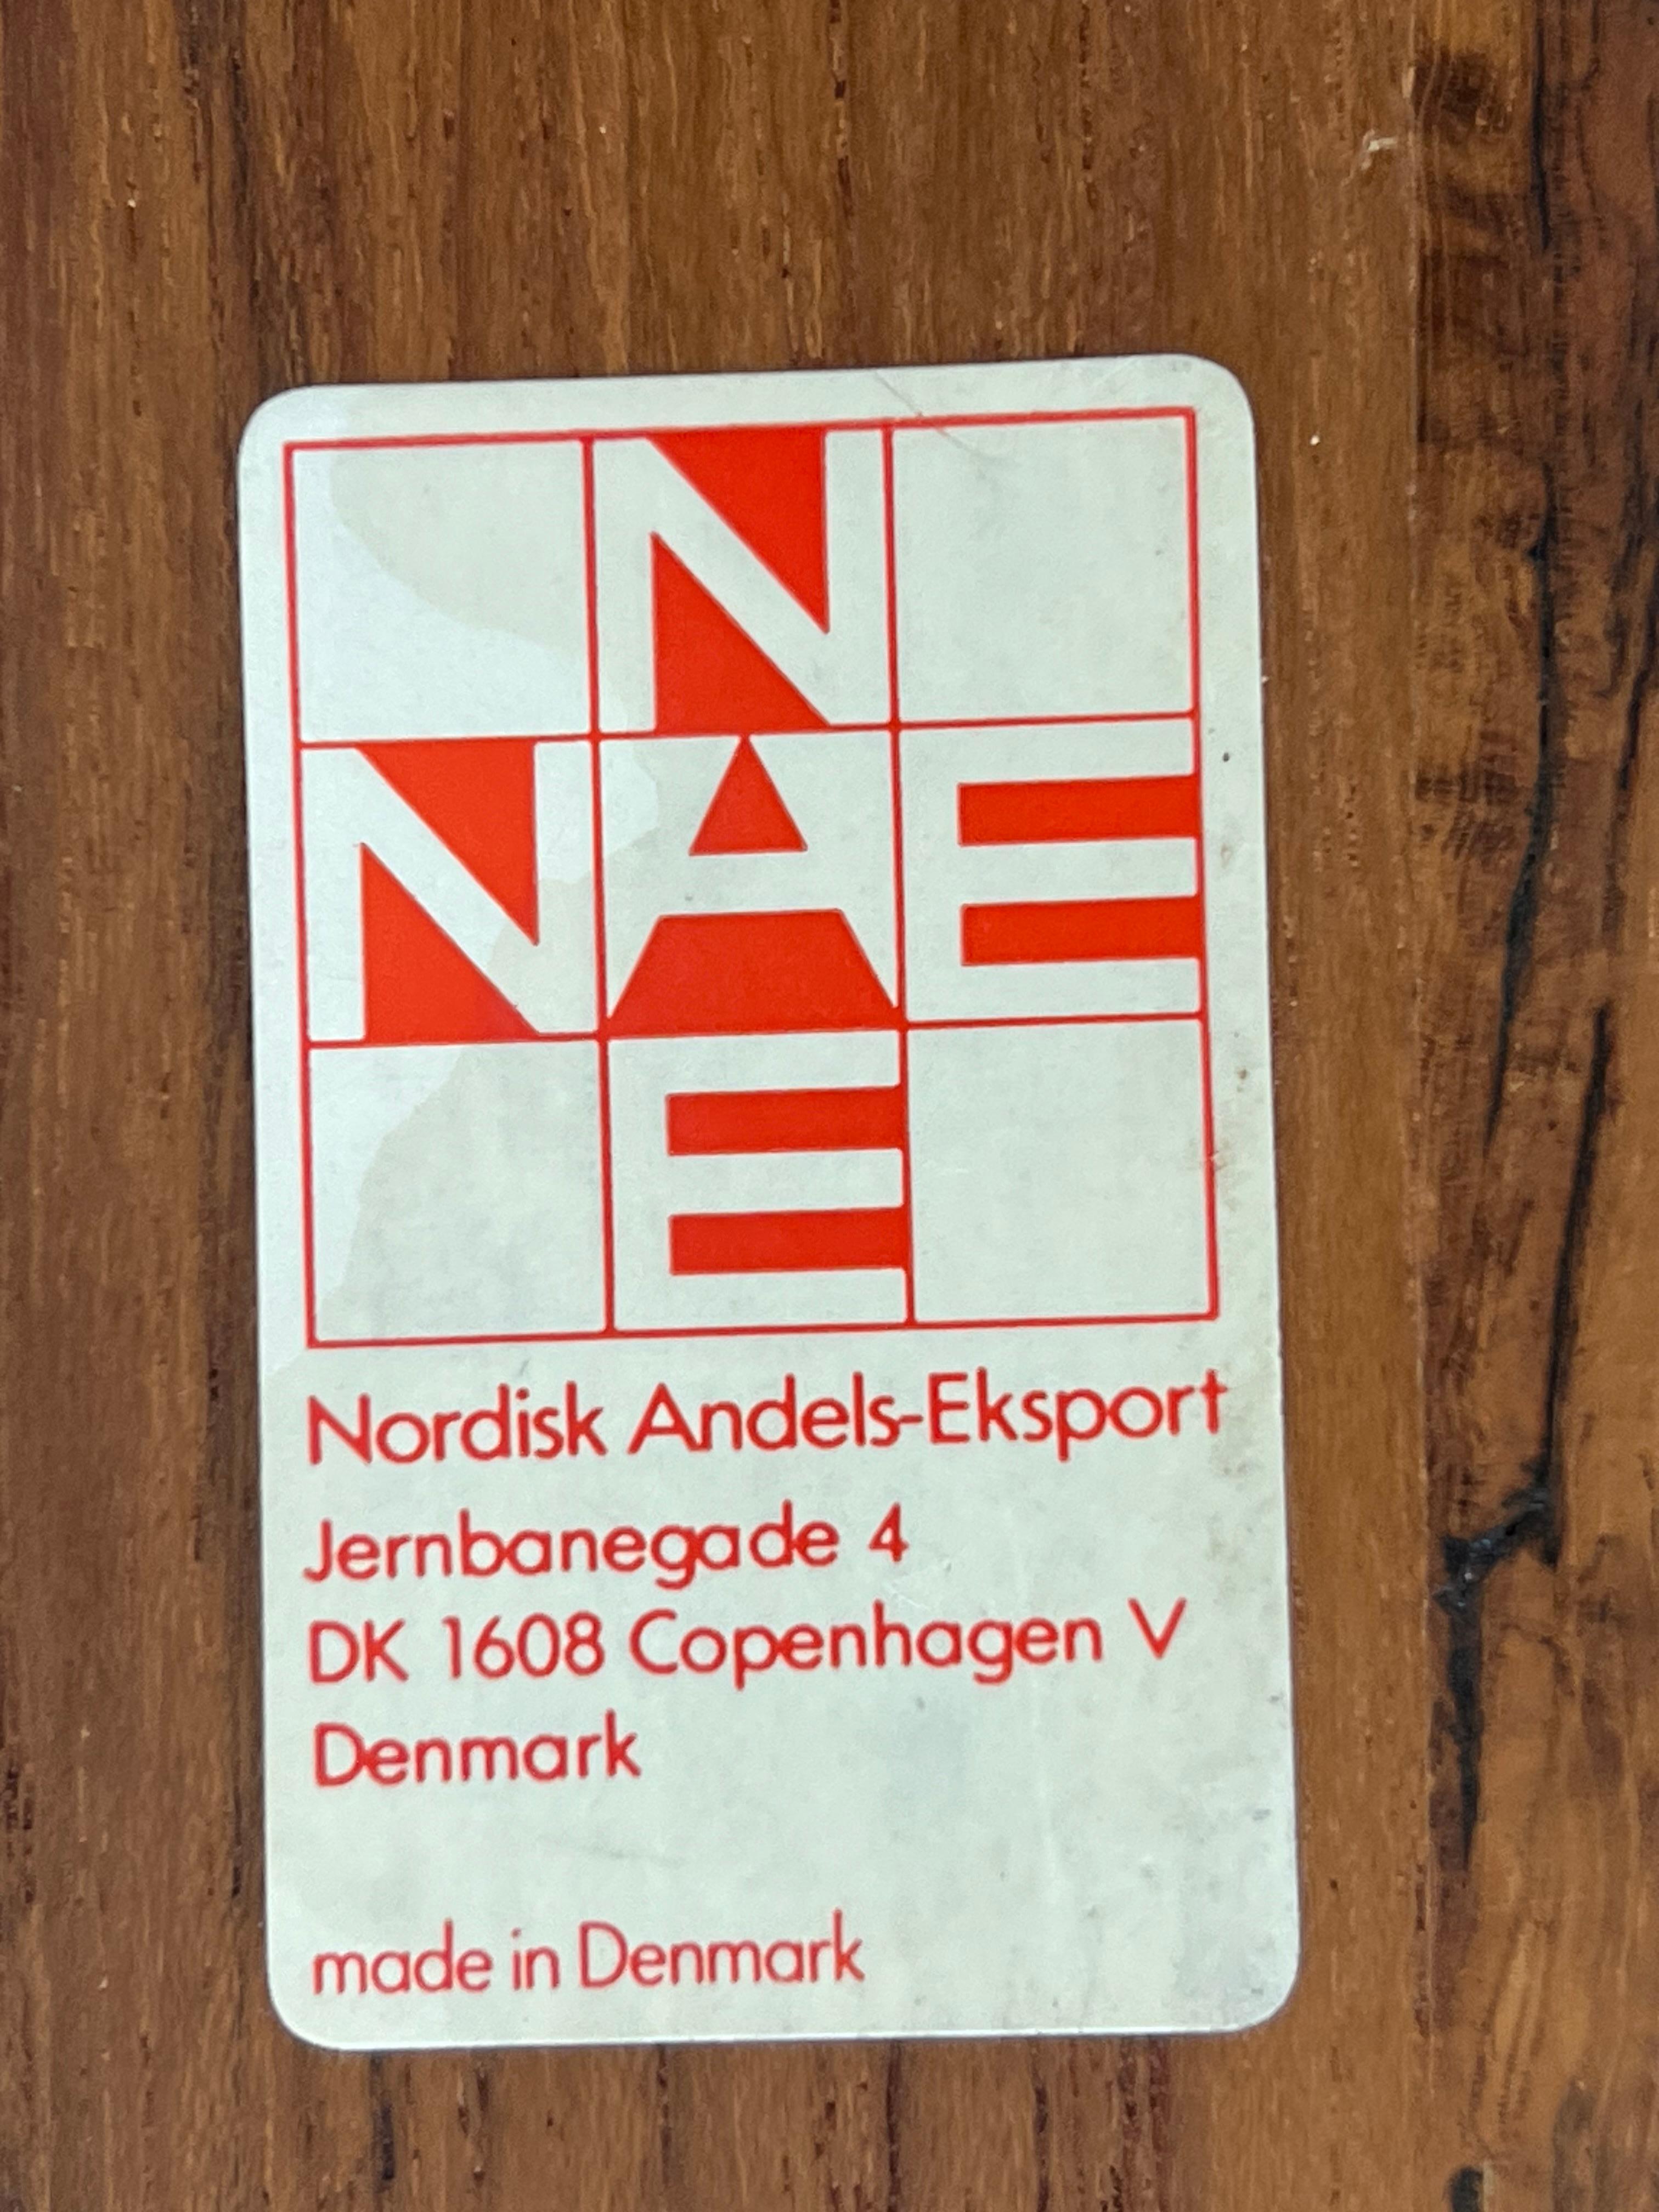 N
NAE
E
Nordisk Andels-Eksport
Jernbanegade 4
DK 1608 Copenhagen V
Denmark
made in Denmark